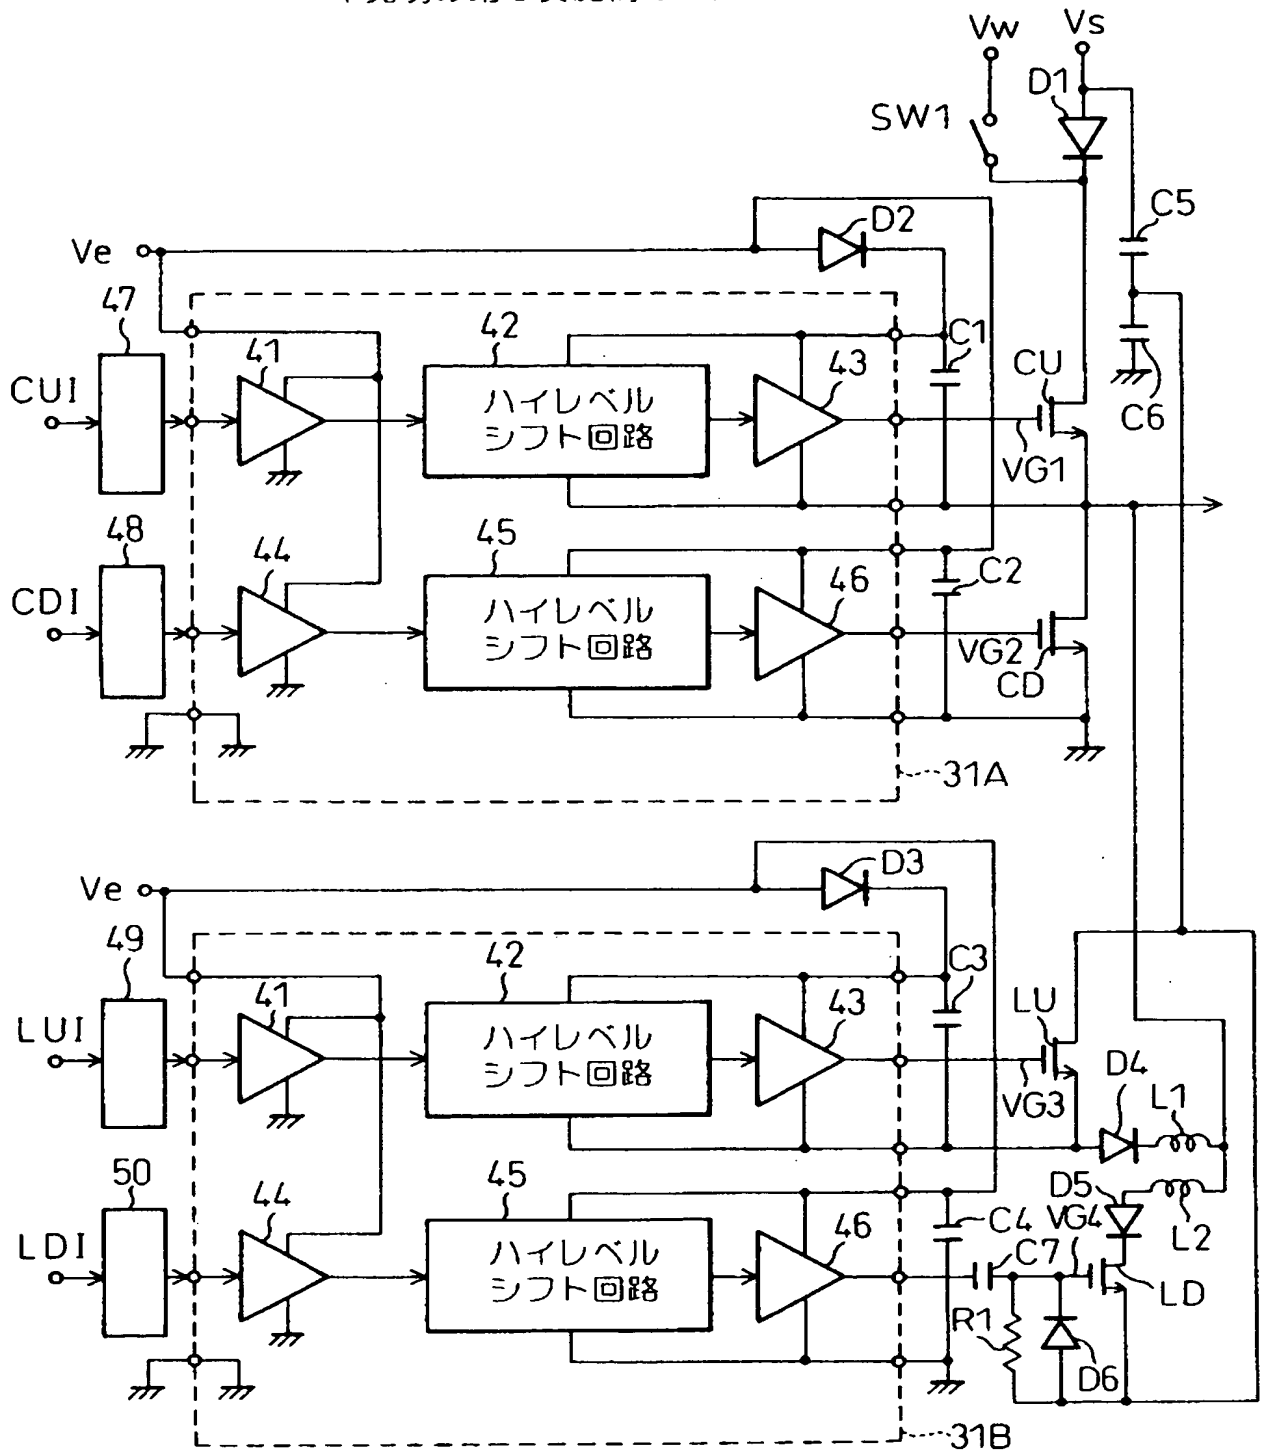 Vw
Vs
D1
SW1
C5
D2
Ve
47
42
C1
41
43
CU
CUI
ハイレベル
シフト回路
C6
VG1
48
44
45
C2
46
CDI
ハイレベル
シフト回路
VG2
CD
31A
D3
Ve
49
42
C3
41
43
LU
LUI
ハイレベル
シフト回路
D4
L1
VG3
50
44
45
D5
C4
VG4
46
C7
L2
LDI
ハイレベル
シフト回路
LD
R1
D6
31B